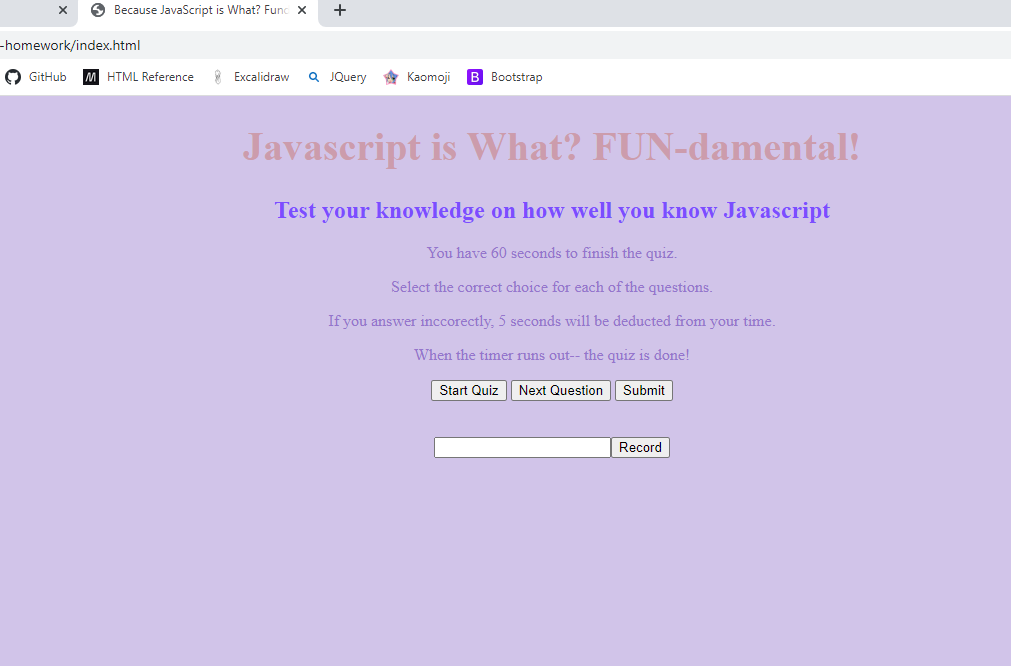 Because JavaScript is What? Func
-homework/index.html
GitHub M HTML Reference Excalidraw JQuery Kaomoji B Bootstrap
Javascript is What? FUN-damental!
Test your knowledge on how well you know Javascript
You have 60 seconds to finish the quiz.
Select the correct choice for each of the questions.
If you answer inccorectly, 5 seconds will be deducted from your time.
When the timer runs out-- the quiz is done!
Start Quiz Next Question Submit
Record